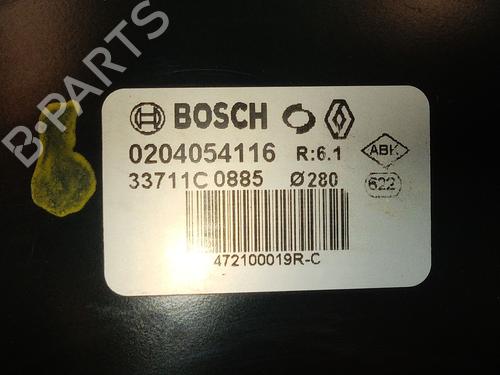 B-PARTS
BOSCH
0204054116 R:6.1
ABK
33711C 0885 Ø280
622
472100019R-C